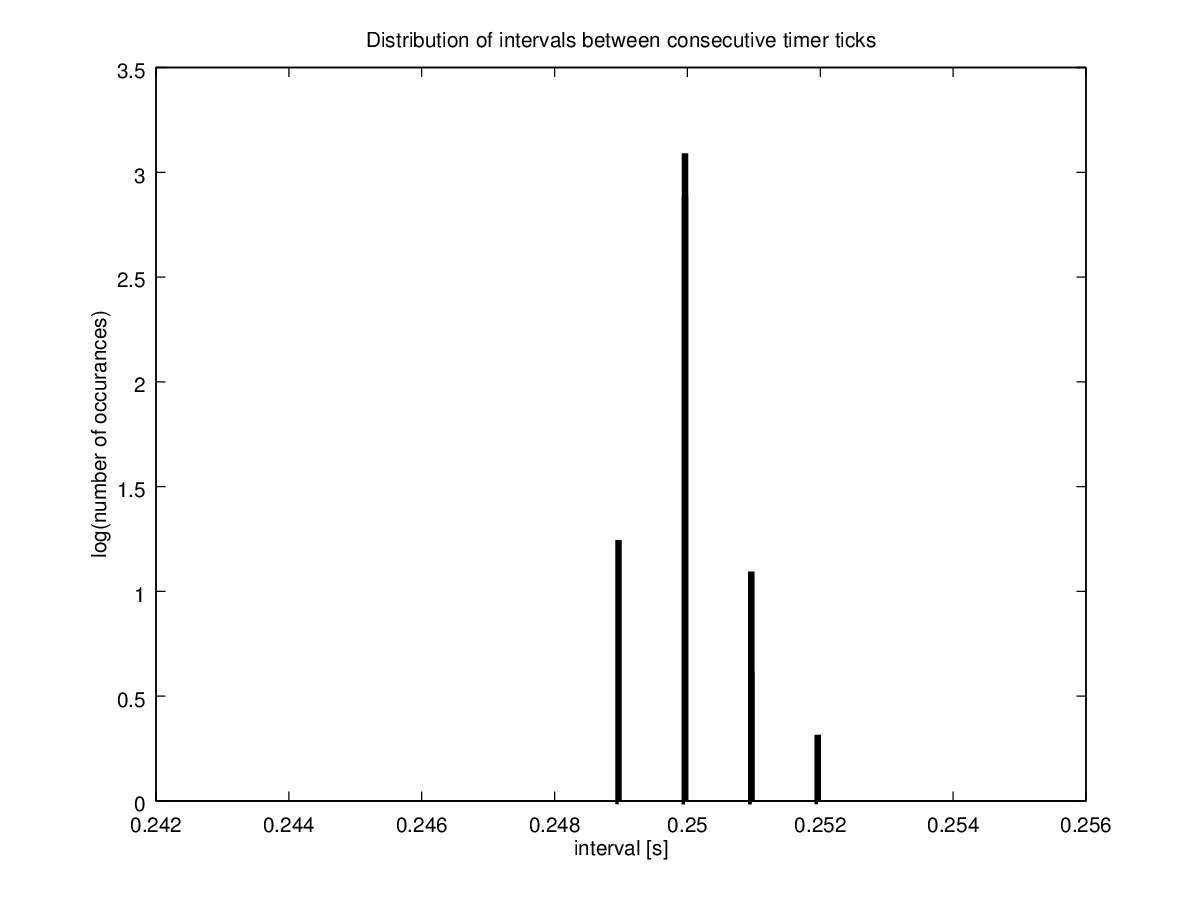 Distribution of intervals between consecutive timer ticks
3.5
3
2.5
2
1.5
1
0.5
0
log(number of occurances)
0.242 0.244 0.246 0.248 0.25 0.252 0.254 0.256
interval [s]